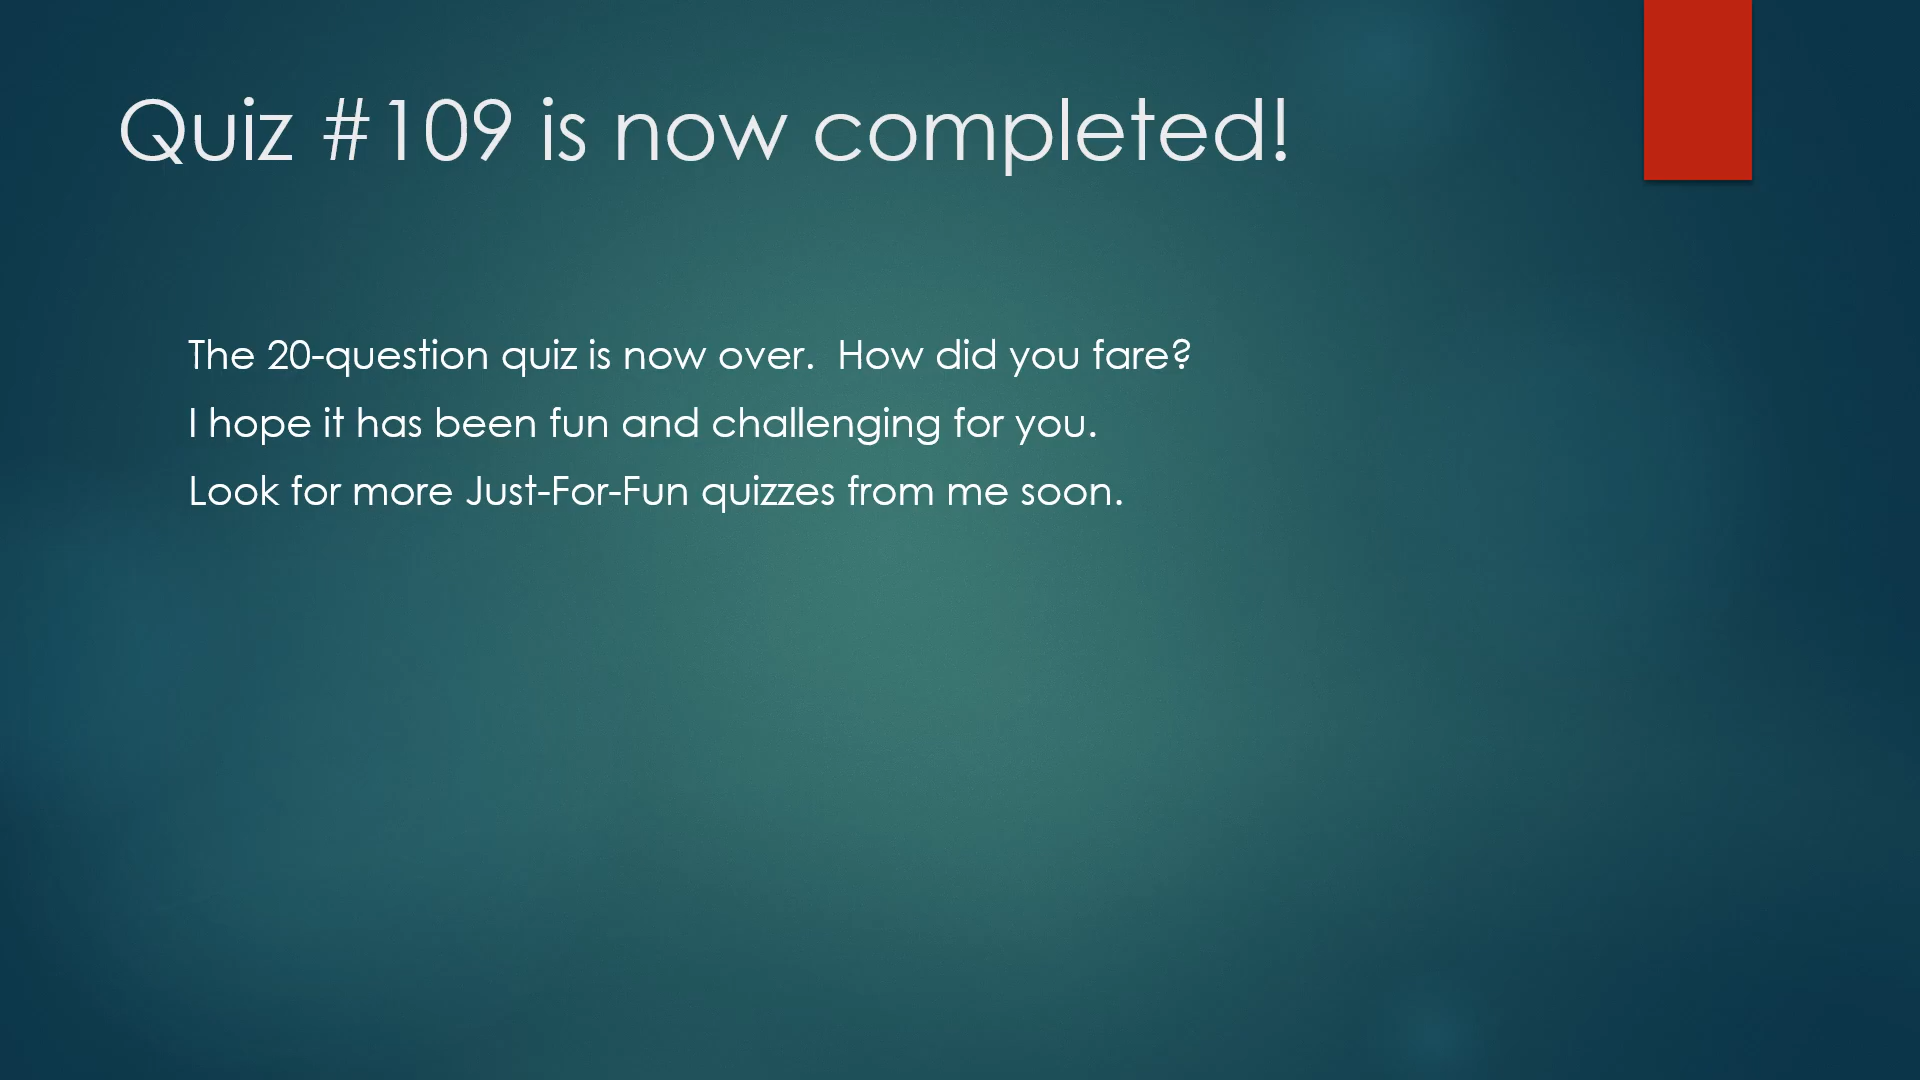 Quiz #109 is now completed!
The 20-question quiz is now over.  How did you fare?
I hope it has been fun and challenging for you.
Look for more Just-For-Fun quizzes from me soon.